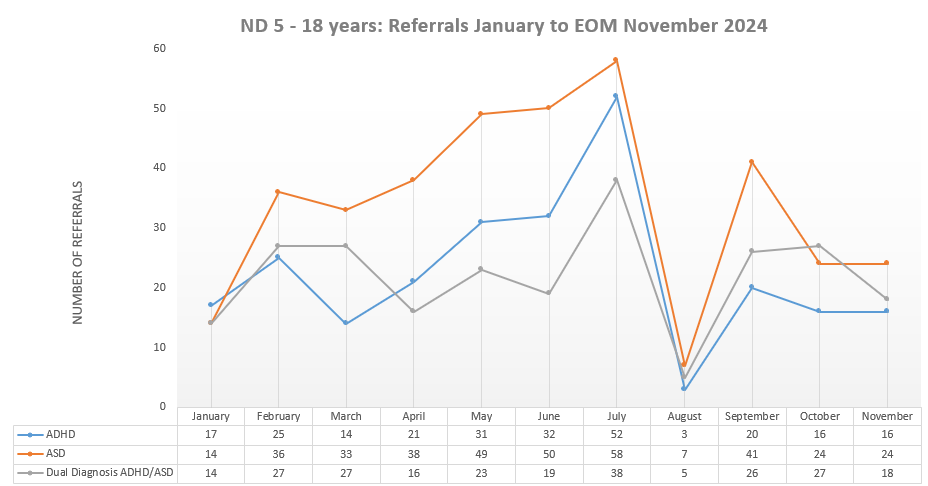 ND 5 - 18 years: Referrals January to EOM November 2024
60
50
40
30
20
10
0
NUMBER OF REFERRALS
January February March April May June July August September October November
ADHD 17 25 14 21 31 32 52 3 20 16 16
ASD 14 36 33 38 49 50 58 7 41 24 24
Dual Diagnosis ADHD/ASD 14 27 27 16 23 19 38 5 26 27 18